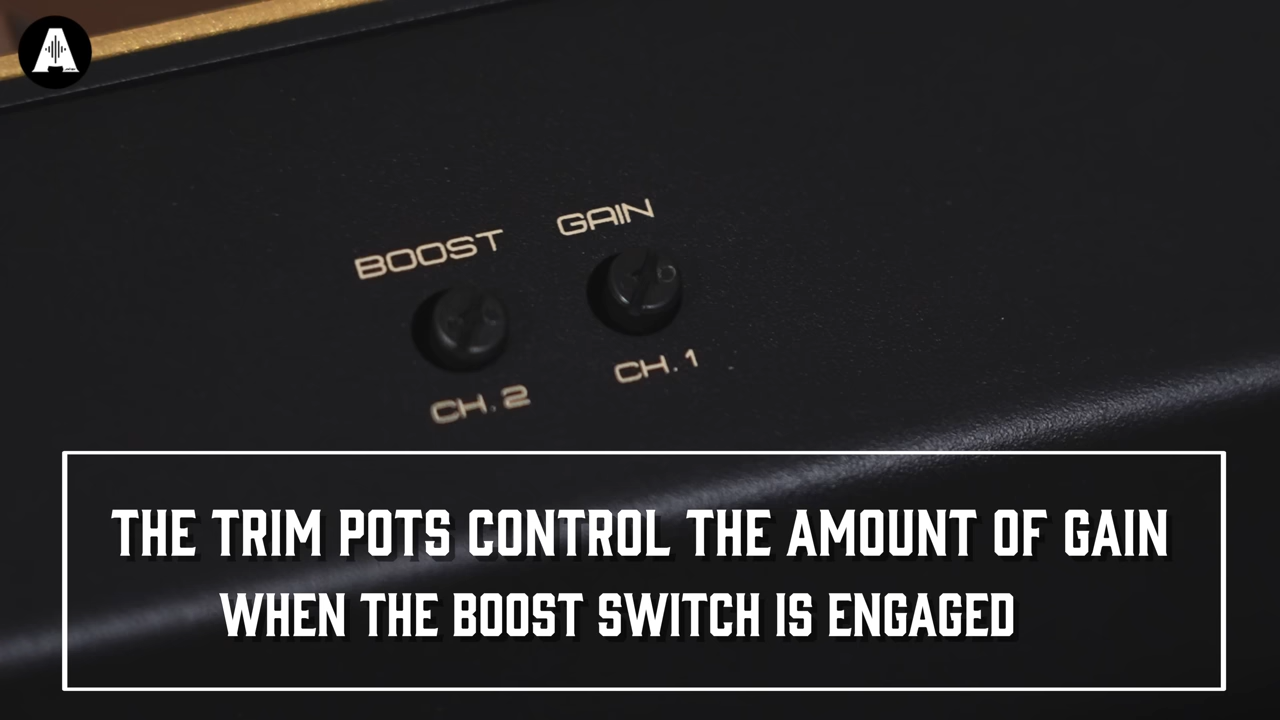 A
BOOST GAIN
CH. 2 CH. 1
THE TRIM POTS CONTROL THE AMOUNT OF GAIN
WHEN THE BOOST SWITCH IS ENGAGED